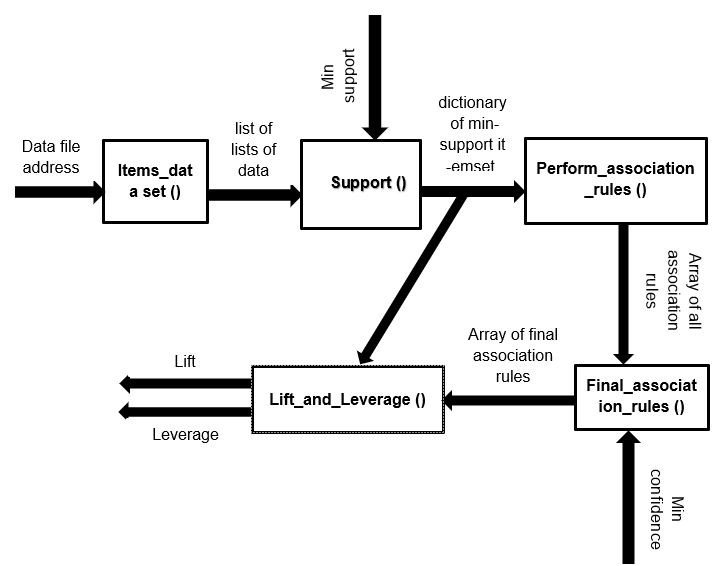 Min
support
Data file
address
Items_dat
a set ()
list of
lists of
data
Support ()
dictionary
of min-
support it
-emset
Perform_association
_rules ()
Array of all
association
rules
Final_associat
ion_rules ()
Min
confidence
Array of final
association
rules
Lift_and_Leverage ()
Lift
Leverage